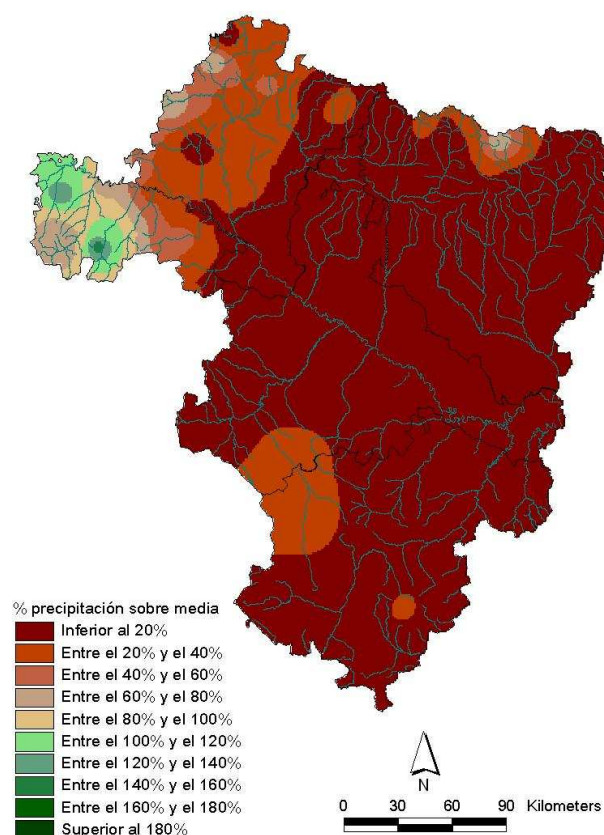 % precipitación sobre media
Inferior al 20%
Entre el 20% y el 40%
Entre el 40% y el 60%
Entre el 60% y el 80%
Entre el 80% y el 100%
Entre el 100% y el 120%
Entre el 120% y el 140%
Entre el 140% y el 160%
Entre el 160% y el 180%
Superior al 180%
N
0 30 60 90 Kilometers